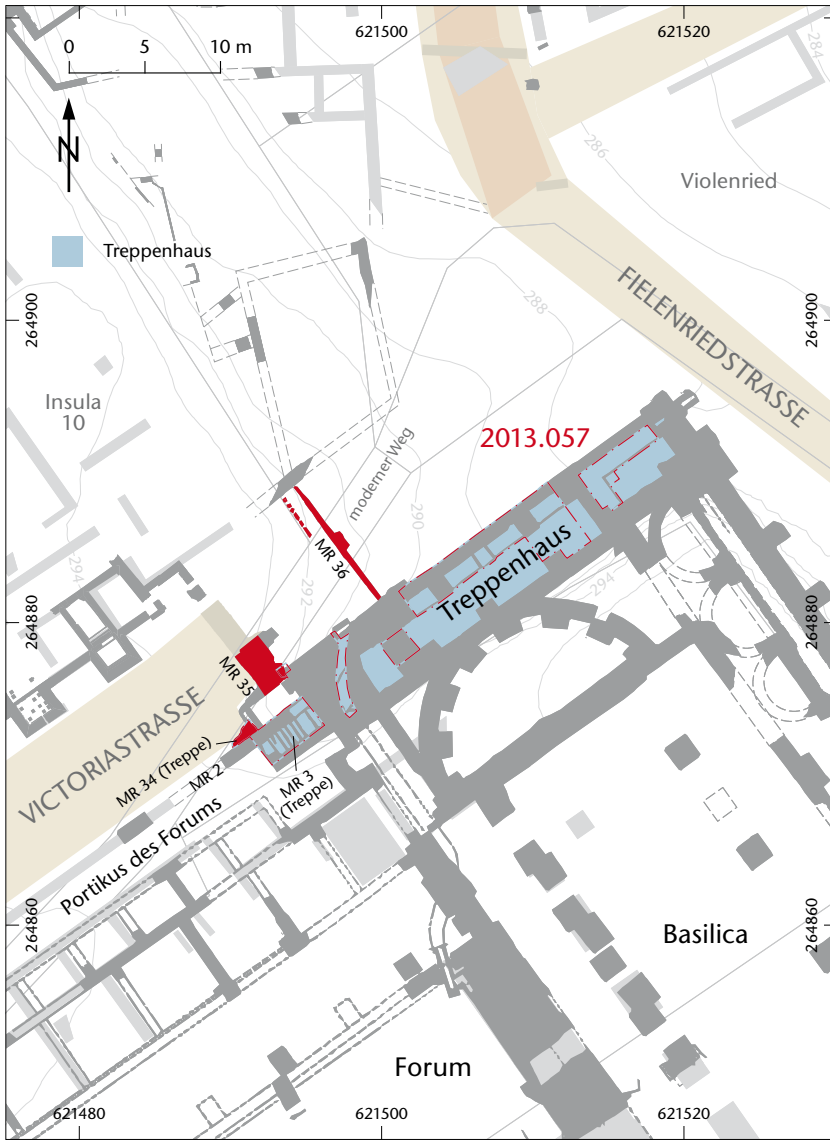 621500
621520
0 5 10 m
N
284
286
Violenried
Treppenhaus
FIELENRIEDSTRASSE
288
264900
264900
Insula
10
2013.057
moderner Weg
290
294
MR 36
Treppenhaus
292
294
264880
264880
MR 35
VICTORIASTRASSE
MR 34 (Treppe)
MR 2
MR 3
(Treppe)
Portikus des Forums
264860
264860
Basilica
Forum
621480
621500
621520